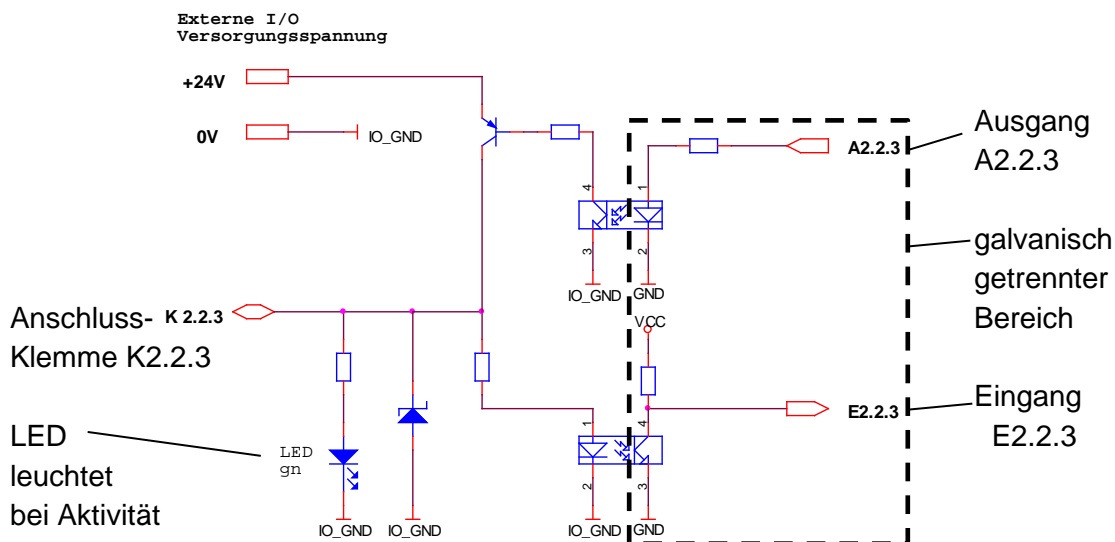 Externe I/O
Versorgungsspannung
+24V
0V
IO_GND
A2.2.3
Ausgang
A2.2.3
4
1
3
2
IO_GND
GND
galvanisch
getrennter
Bereich
Anschluss-
Klemme K2.2.3
K 2.2.3
VCC
E2.2.3
Eingang
E2.2.3
1
4
2
3
LED
gn
LED
leuchtet
bei Aktivität
IO_GND
IO_GND
IO_GND
GND